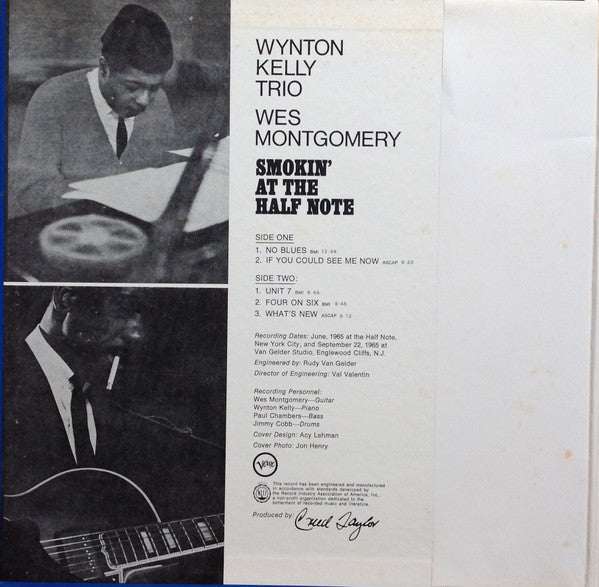 WYNTON
KELLY
TRIO
WES
MONTGOMERY
SMOKIN'
AT THE
HALF NOTE
SIDE ONE
1. NO BLUES BMI 12:49
2. IF YOU COULD SEE ME NOW ASCAP 8:20
SIDE TWO:
1. UNIT 7 BMI 6:45
2. FOUR ON SIX BMI 6:45
3. WHAT'S NEW ASCAP 6:12
Recording Dates: June, 1965 at the Half Note,
New York City, and September 22, 1965 at
Van Gelder Studio, Englewood Cliffs, N.J.
Engineered by: Rudy Van Gelder
Director of Engineering: Val Valentin
Recording Personnel:
Wes Montgomery—Guitar
Wynton Kelly—Piano
Paul Chambers—Bass
Jimmy Cobb—Drums
Cover Design: Acy Lehman
Cover Photo: Jon Henry
Verve
This record has been engineered and manufactured
in accordance with standards developed by
the Record Industry Association of America, Inc.,
a non-profit organization dedicated to the
betterment of recorded music and literature.
Produced by: Creed Taylor